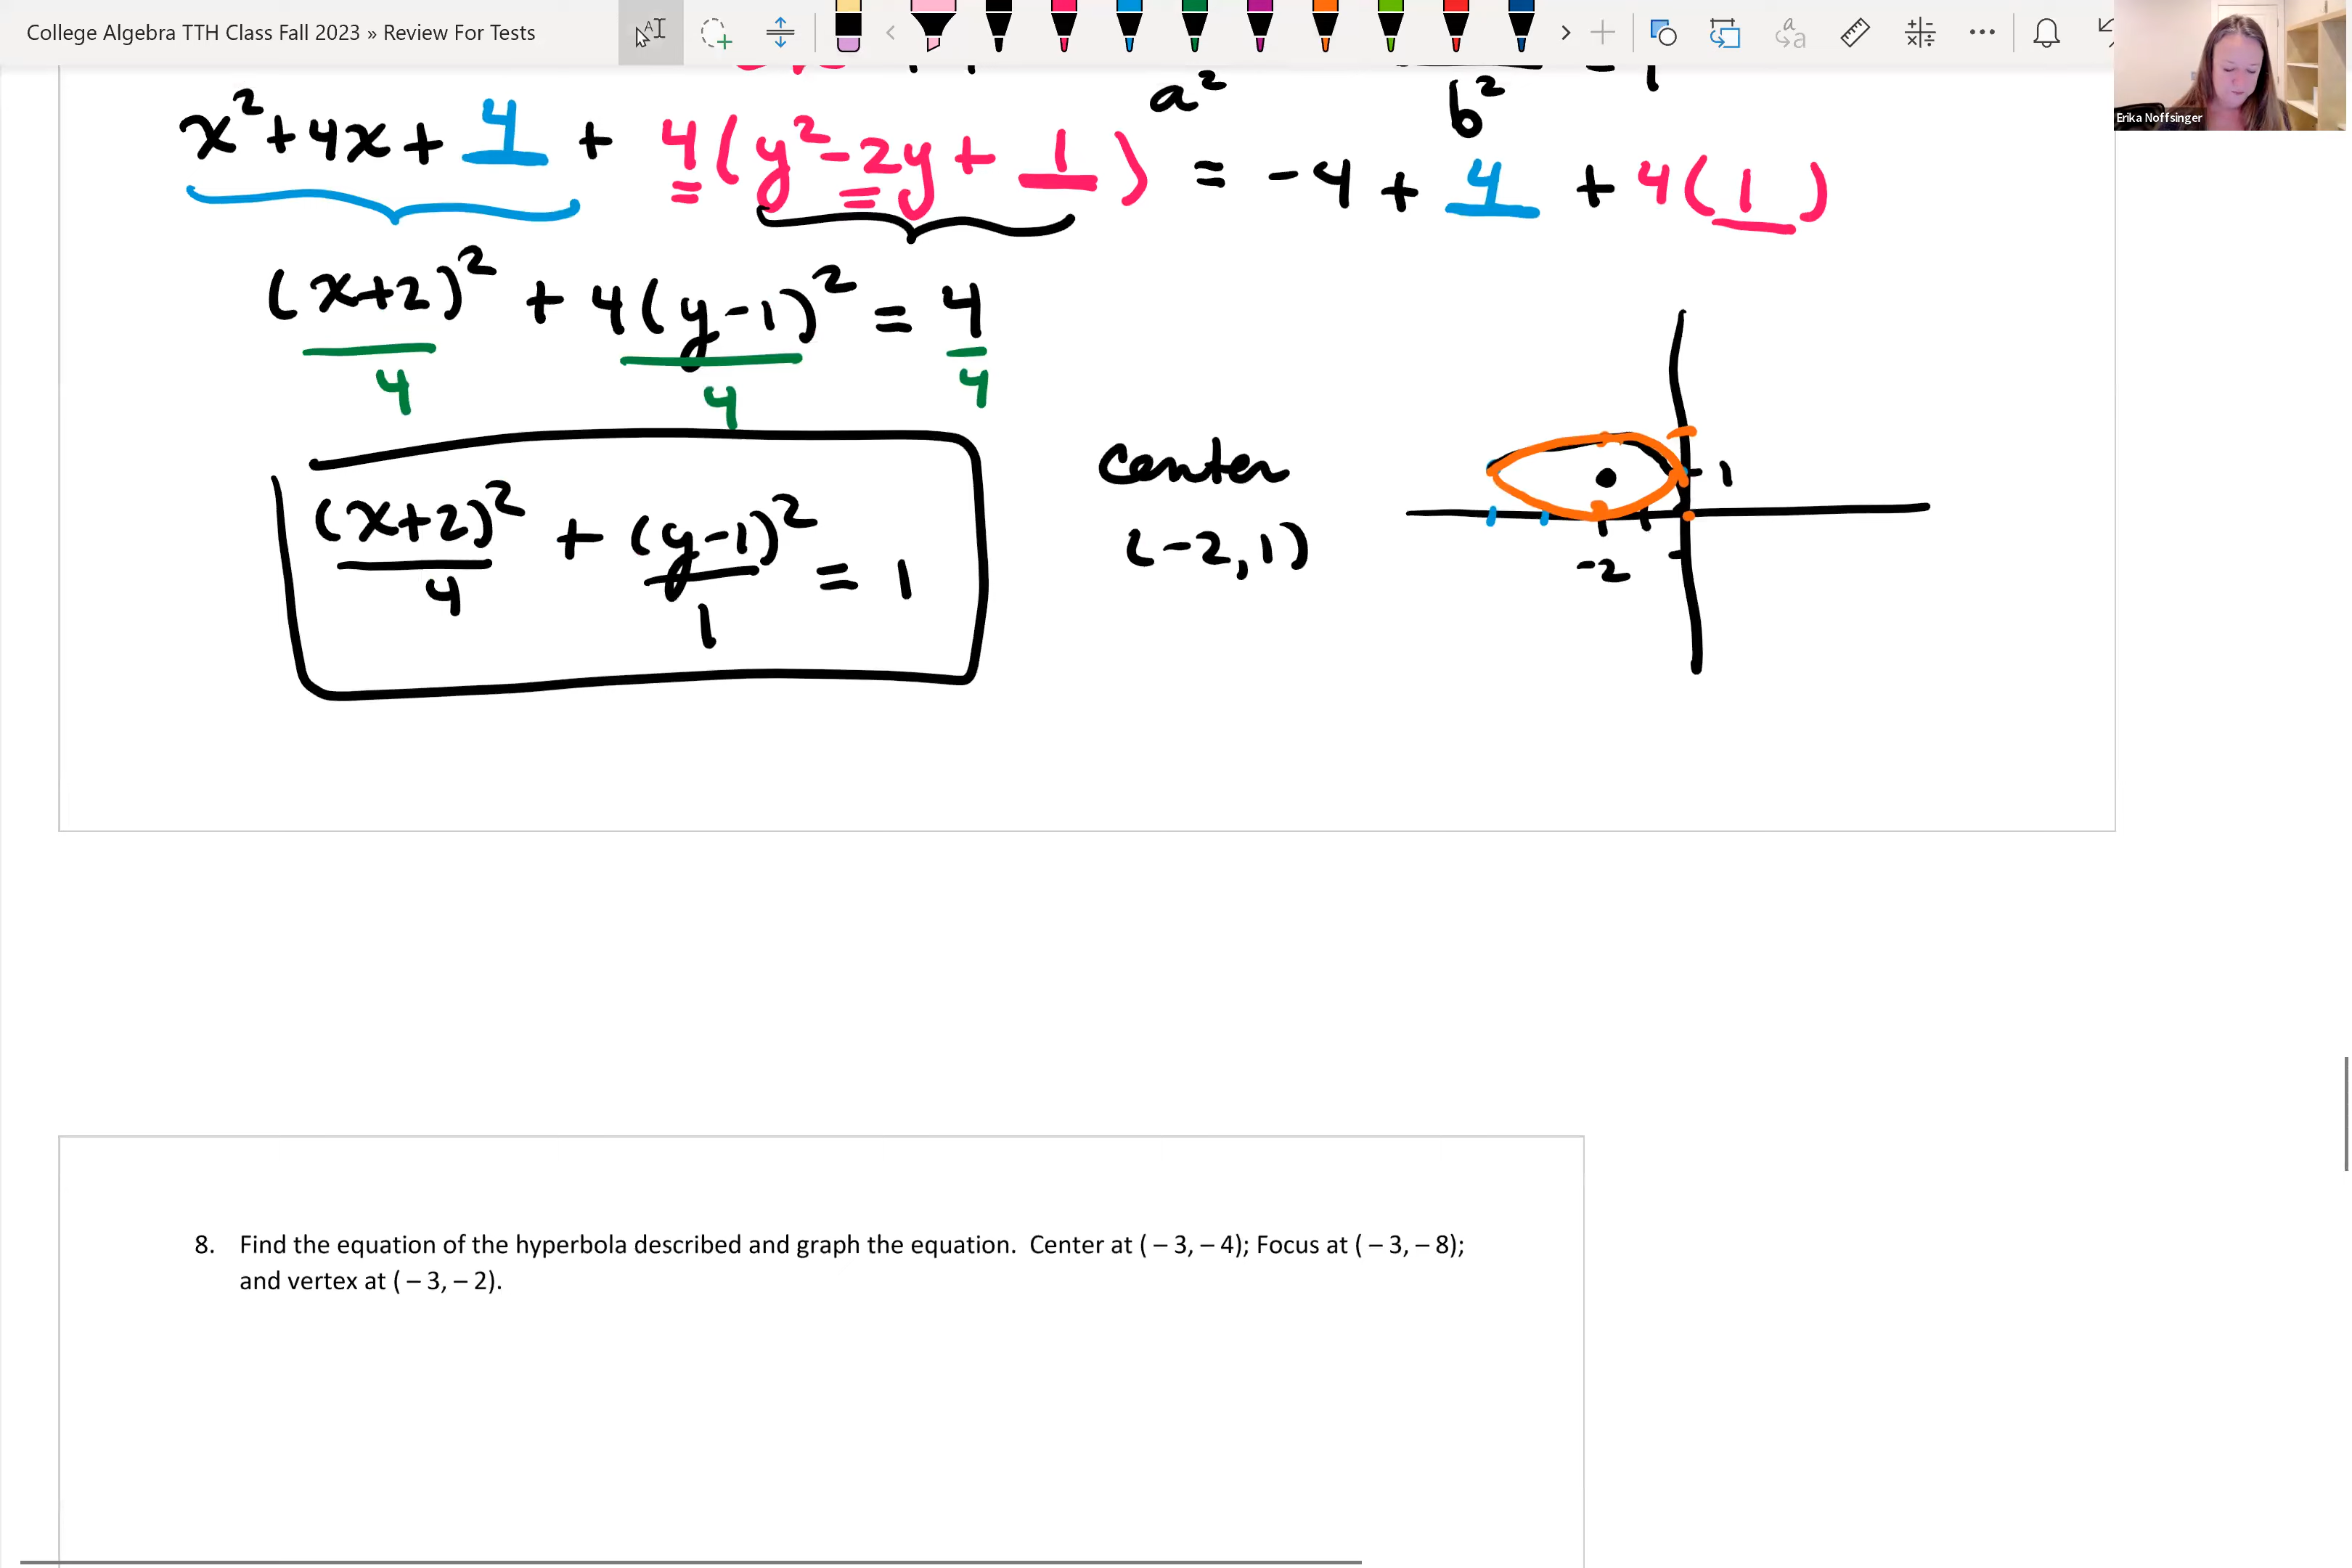 College Algebra TTH Class Fall 2023 » Review For Tests
Erika Noffsinger
a² b²
x² + 4x + 4 + 4(y² - 2y + 1) = -4 + 4 + 4(1)
(x+2)² + 4(y-1)² = 4
4 4 4
center
1
(x+2)² + (y-1)² = 1
4 1
(-2, 1)
-2
8. Find the equation of the hyperbola described and graph the equation. Center at ( – 3, – 4); Focus at ( – 3, – 8);
and vertex at ( – 3, – 2).